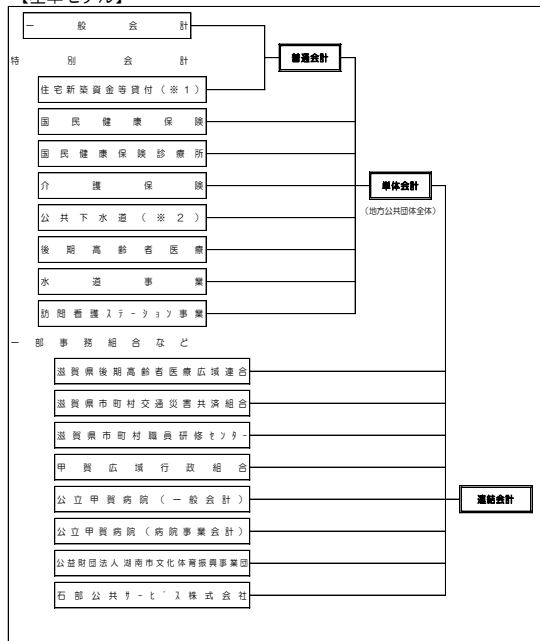 【基準モデル】
一般会計
特別会計
普通会計
住宅新築資金等貸付(※1)
国民健康保険
国民健康保険診療所
介護保険
単体会計
(地方公共団体全体)
公共下水道(※2)
後期高齢者医療
水道事業
訪問看護ステーション事業
一部事務組合など
滋賀県後期高齢者医療広域連合
滋賀県市町村交通災害共済組合
滋賀県市町村職員研修センター
甲賀広域行政組合
公立甲賀病院(一般会計)
連結会計
公立甲賀病院(病院事業会計)
公益財団法人湖南市文化体育振興事業団
石部公共サービス株式会社